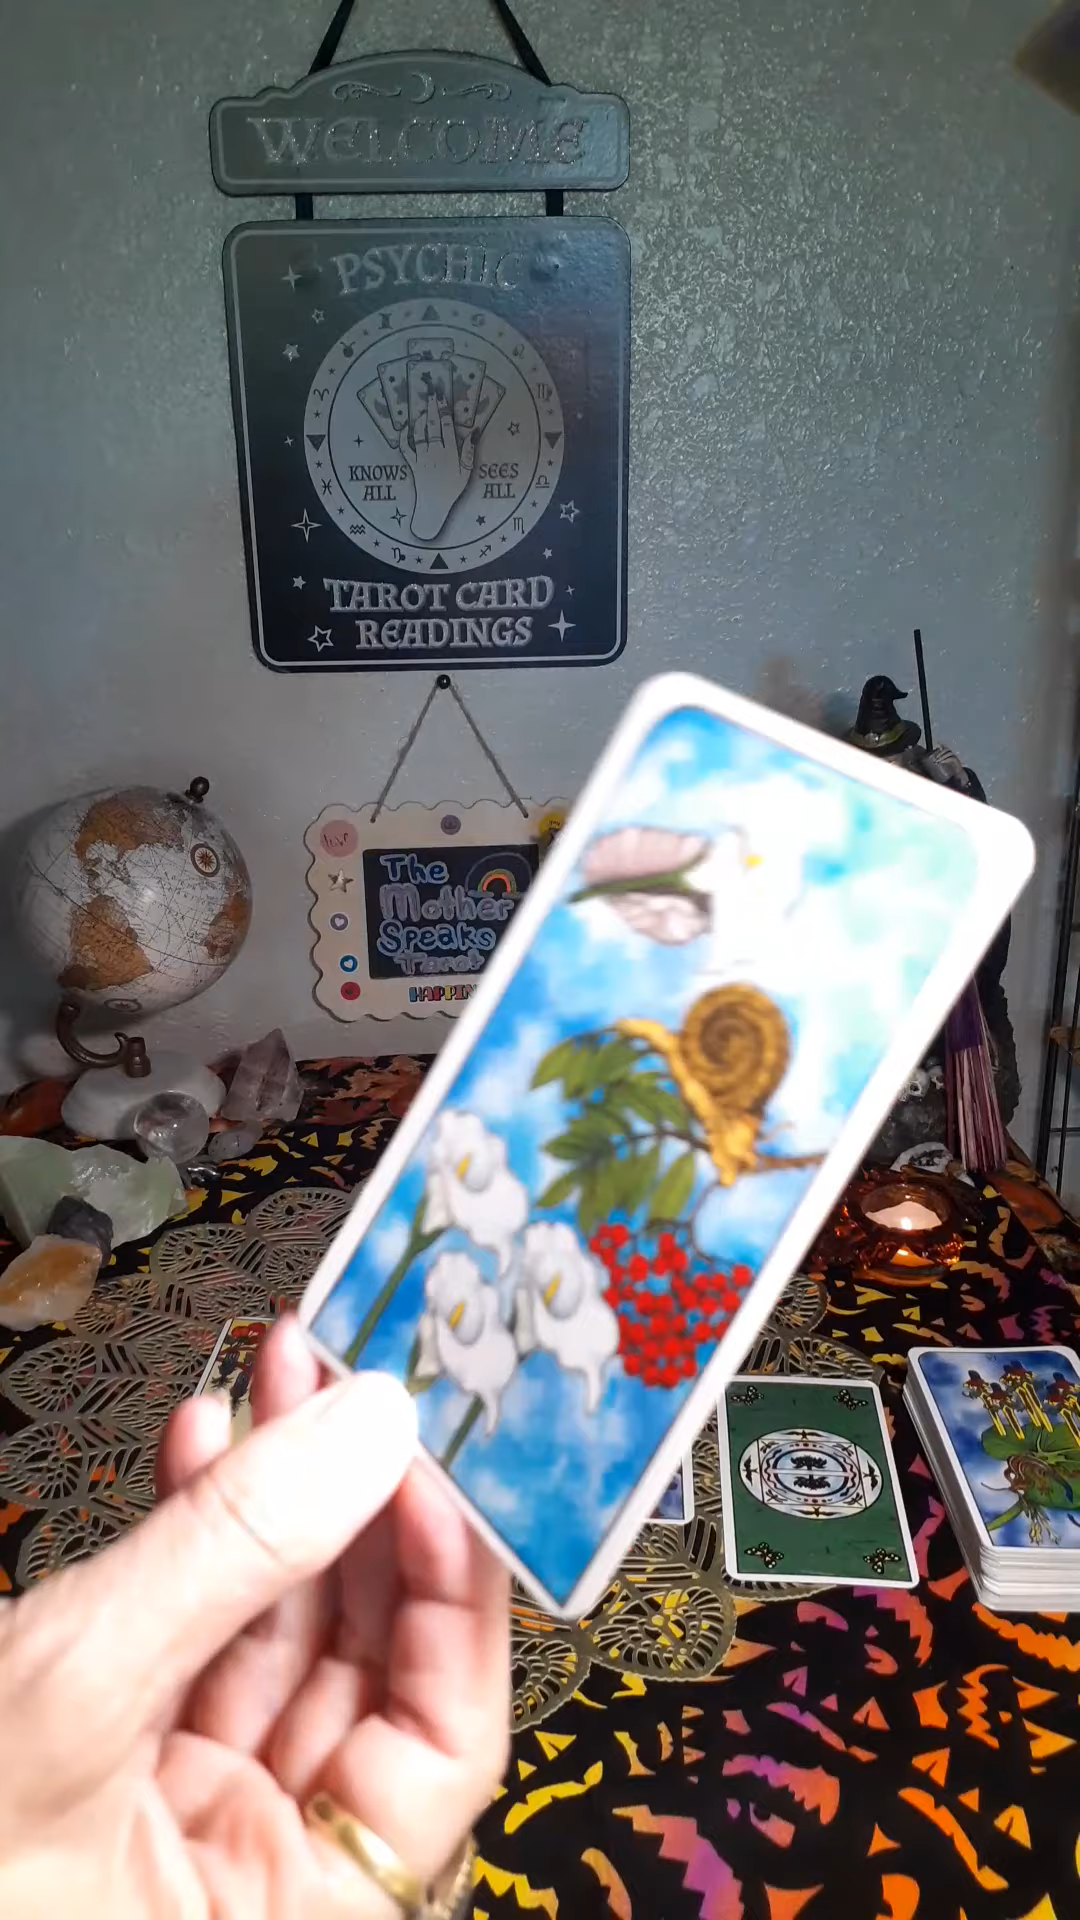 WELCOME
PSYCHIC
KNOWS
ALL
SEES
ALL
TAROT CARD
READINGS
The
Mother
Speaks
Tarot